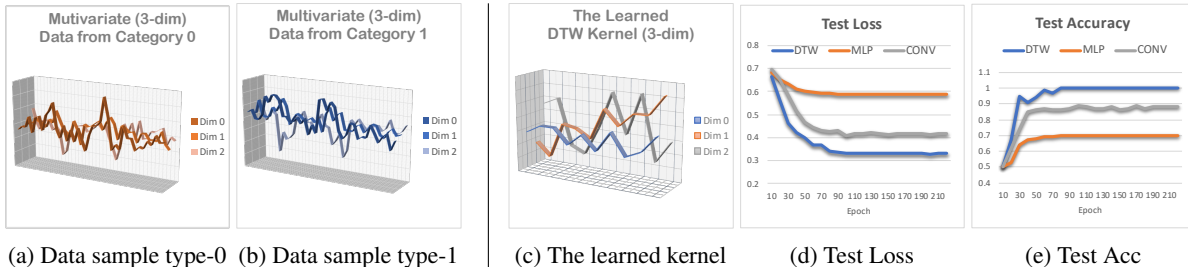 Mutivariate (3-dim)
Data from Category 0
Dim 0
Dim 1
Dim 2
(a) Data sample type-0
Multivariate (3-dim)
Data from Category 1
Dim 0
Dim 1
Dim 2
(b) Data sample type-1
The Learned
DTW Kernel (3-dim)
Dim 0
Dim 1
Dim 2
(c) The learned kernel
Test Loss
DTW MLP CONV
0.8
0.7
0.6
0.5
0.4
0.3
0.2
10 30 50 70 90 110 130 150 170 190 210
Epoch
(d) Test Loss
Test Accuracy
DTW MLP CONV
1.1
1
0.9
0.8
0.7
0.6
0.5
0.4
10 30 50 70 90 110 130 150 170 190 210
Epoch
(e) Test Acc